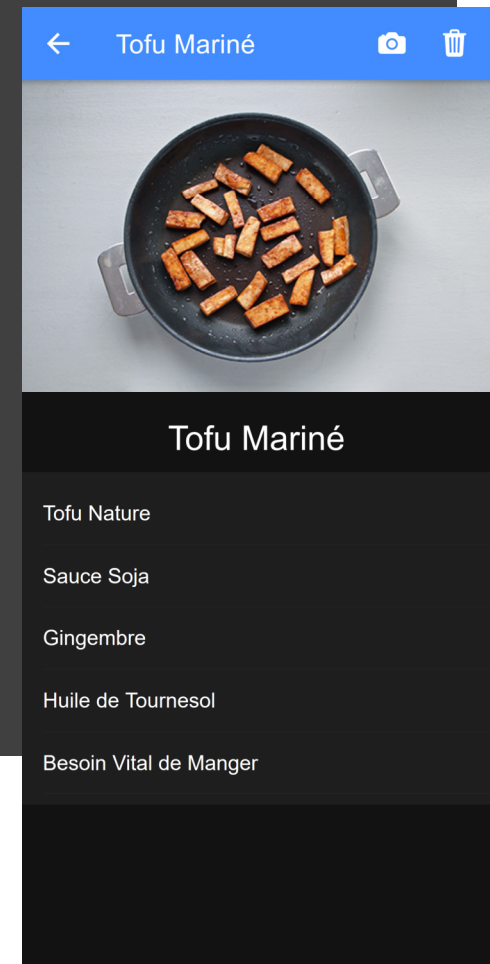 Tofu Mariné
Tofu Mariné
Tofu Nature
Sauce Soja
Gingembre
Huile de Tournesol
Besoin Vital de Manger